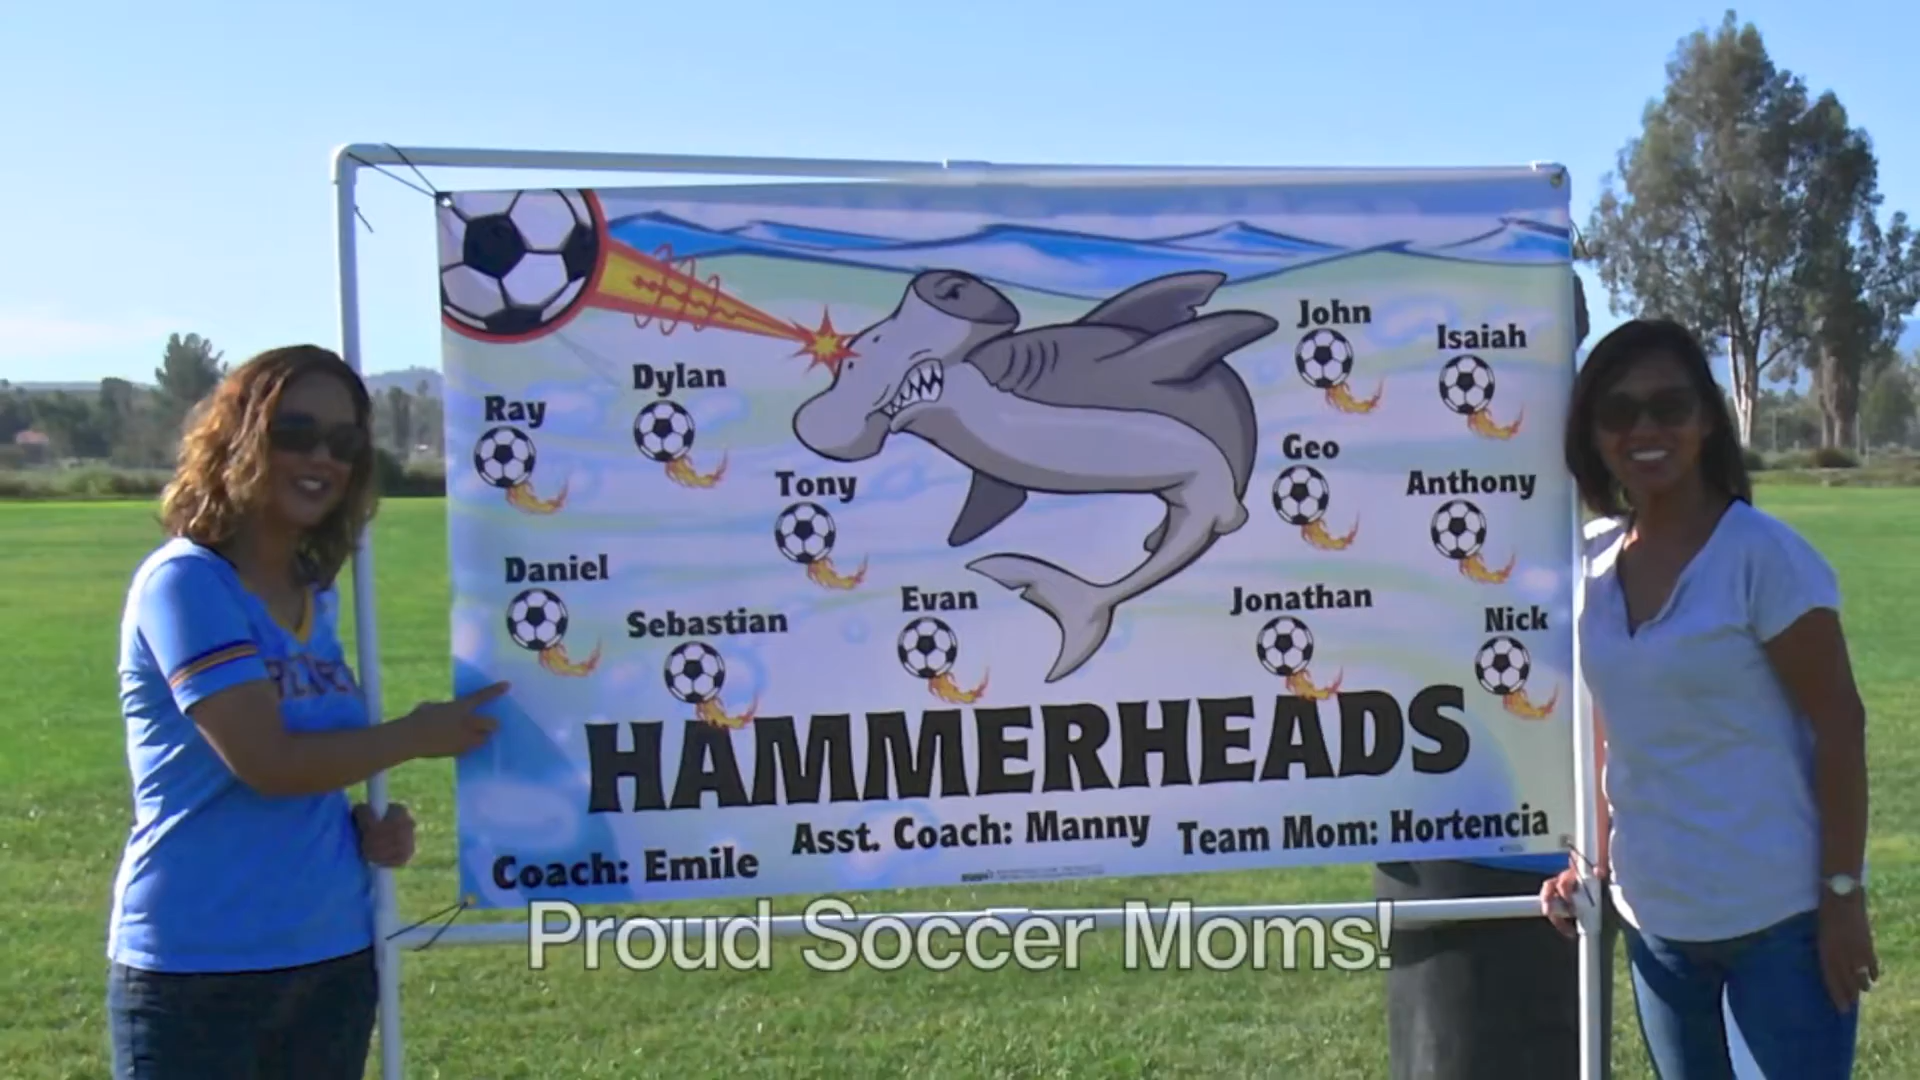 John
Isaiah
Dylan
Ray
Geo
Tony
Anthony
Daniel
Evan
Jonathan
Sebastian
Nick
HAMMERHEADS
Coach: Emile
Asst. Coach: Manny
Team Mom: Hortencia
Proud Soccer Moms!